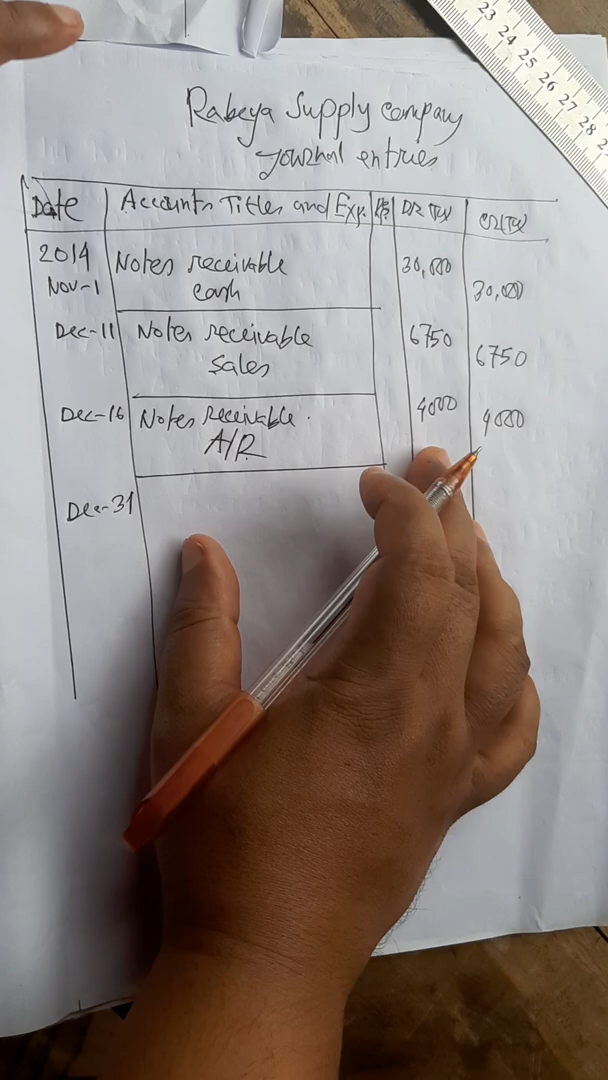 23 24 25 26 27 28
Rabeya Supply Company
Journal entries
Date Accounts Titles and Exp. DR(TK) CR(TK)
2014 Notes receivable 30,000
Nov-1 cash 30,000
Dec-11 Notes receivable 6750
Sales 6750
Dec-16 Notes Receivable. 4000
A/R 4000
Dec-31